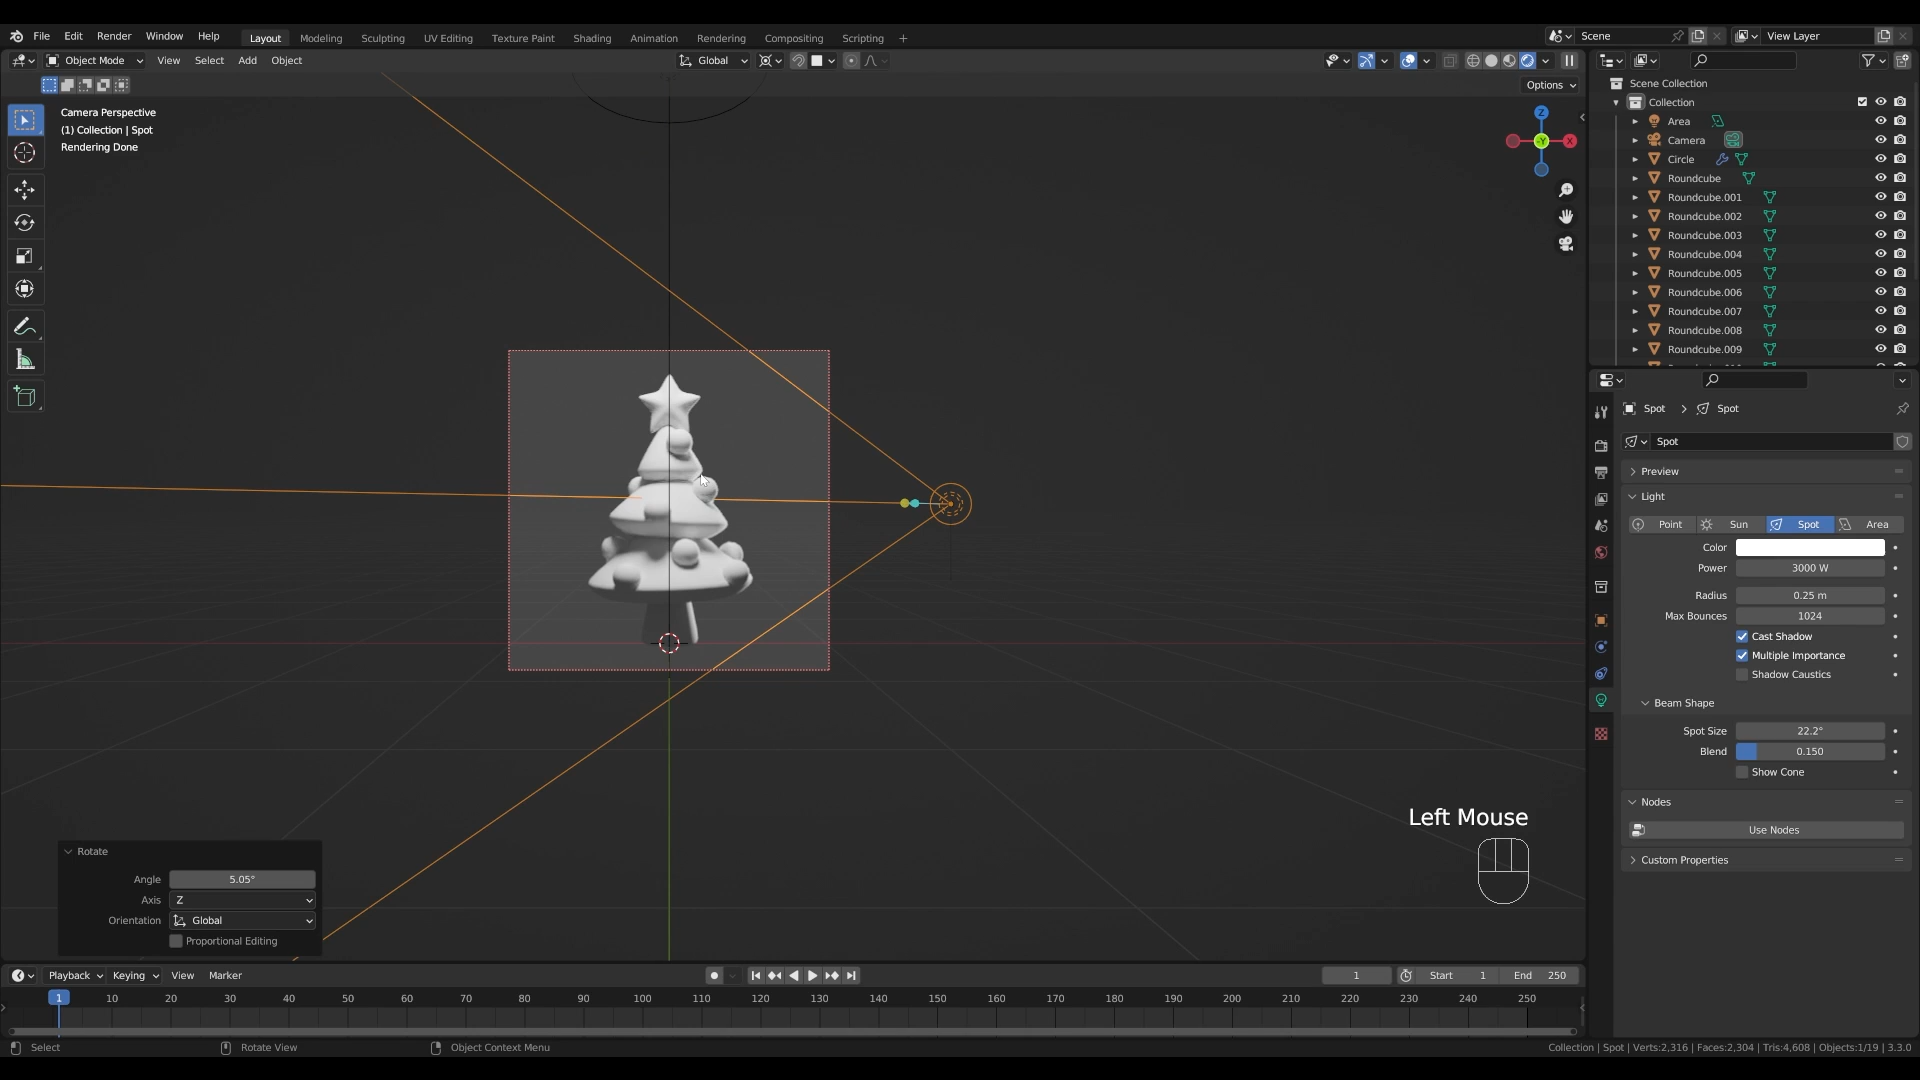 File Edit Render Window Help Layout Modeling Sculpting UV Editing Texture Paint Shading Animation Rendering Compositing Scripting + Scene View Layer
Object Mode View Select Add Object Global
Options
Camera Perspective
(1) Collection | Spot
Rendering Done
Z
Y
X
Scene Collection
Collection
Area
Camera
Circle
Roundcube
Roundcube.001
Roundcube.002
Roundcube.003
Roundcube.004
Roundcube.005
Roundcube.006
Roundcube.007
Roundcube.008
Roundcube.009
Spot > Spot
Spot
Preview
Light
Point Sun Spot Area
Color
Power 3000 W
Radius 0.25 m
Max Bounces 1024
Cast Shadow
Multiple Importance
Shadow Caustics
Beam Shape
Spot Size 22.2°
Blend 0.150
Show Cone
Nodes
Use Nodes
Custom Properties
Left Mouse
Rotate
Angle 5.05°
Axis Z
Orientation Global
Proportional Editing
Playback Keying View Marker 1 Start 1 End 250
1 10 20 30 40 50 60 70 80 90 100 110 120 130 140 150 160 170 180 190 200 210 220 230 240 250
Select Rotate View Object Context Menu Collection | Spot | Verts:2,316 | Faces:2,304 | Tris:4,608 | Objects:1/19 | 3.3.0